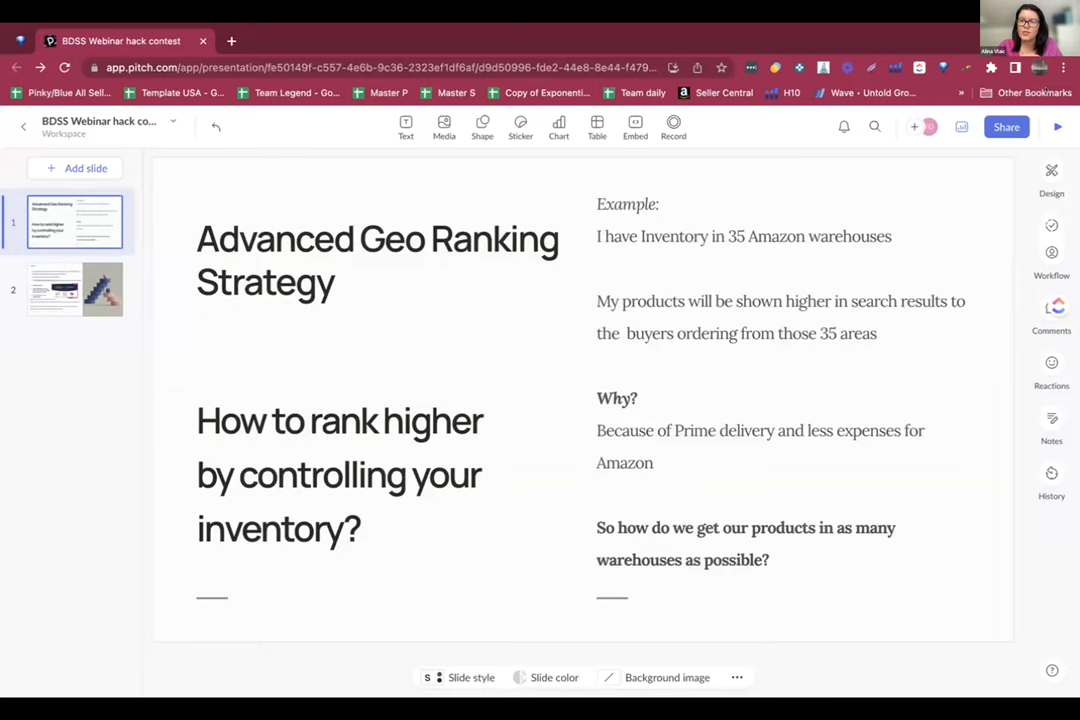 BDSS Webinar hack contest
app.pitch.com/app/presentation/fe50149f-c557-4e6b-9c36-2323ef1df6af/d9d50996-fde2-44e8-8e44-f479...
Pinky/Blue All Sell...
Template USA - G...
Team Legend - Go...
Master P
Master S
Copy of Exponenti...
Team daily
Seller Central
H10
Wave • Untold Gro...
»
Other Bookmarks
Alina Vlaic
BDSS Webinar hack co...
Workspace
Text
Media
Shape
Sticker
Chart
Table
Embed
Record
Share
+ Add slide
1
2
Advanced Geo Ranking
Strategy
How to rank higher
by controlling your
inventory?
Example:
I have Inventory in 35 Amazon warehouses
My products will be shown higher in search results to
the buyers ordering from those 35 areas
Why?
Because of Prime delivery and less expenses for
Amazon
So how do we get our products in as many
warehouses as possible?
Design
Workflow
Comments
Reactions
Notes
History
S
Slide style
Slide color
Background image